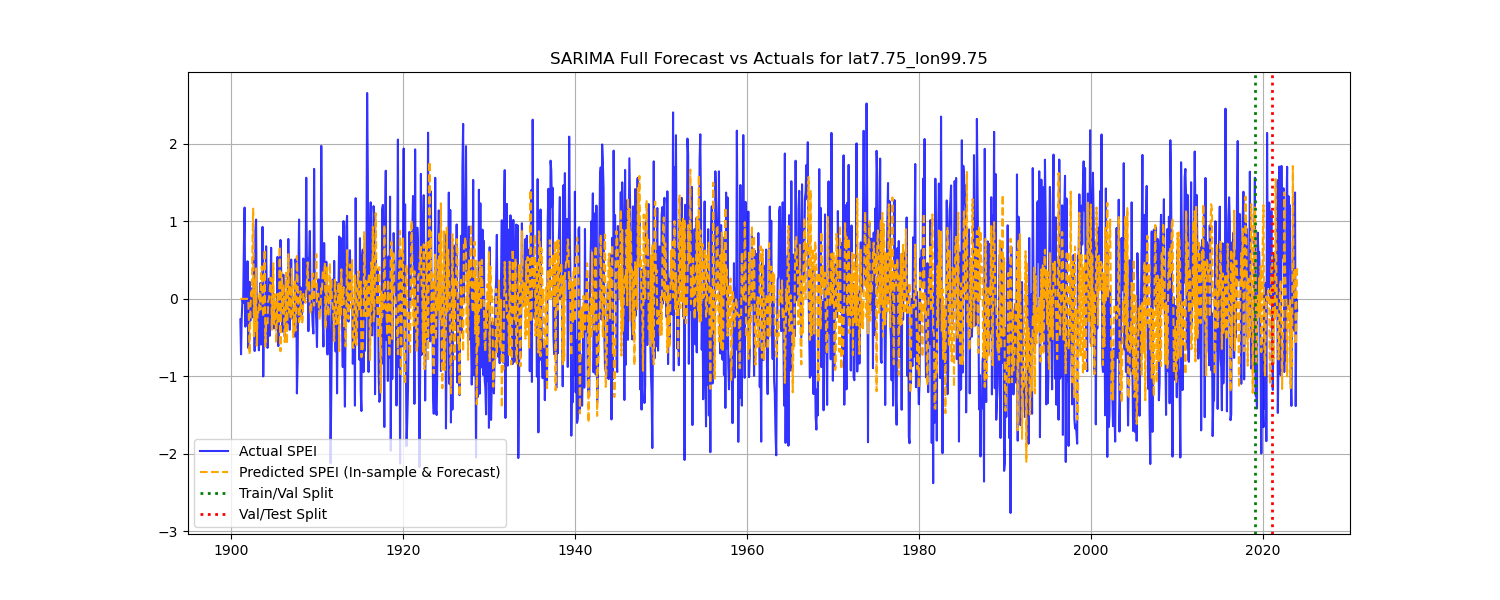 SARIMA Full Forecast vs Actuals for lat7.75_lon99.75
2
1
0
−1
−2
−3
Actual SPEI
Predicted SPEI (In-sample & Forecast)
Train/Val Split
Val/Test Split
1900 1920 1940 1960 1980 2000 2020